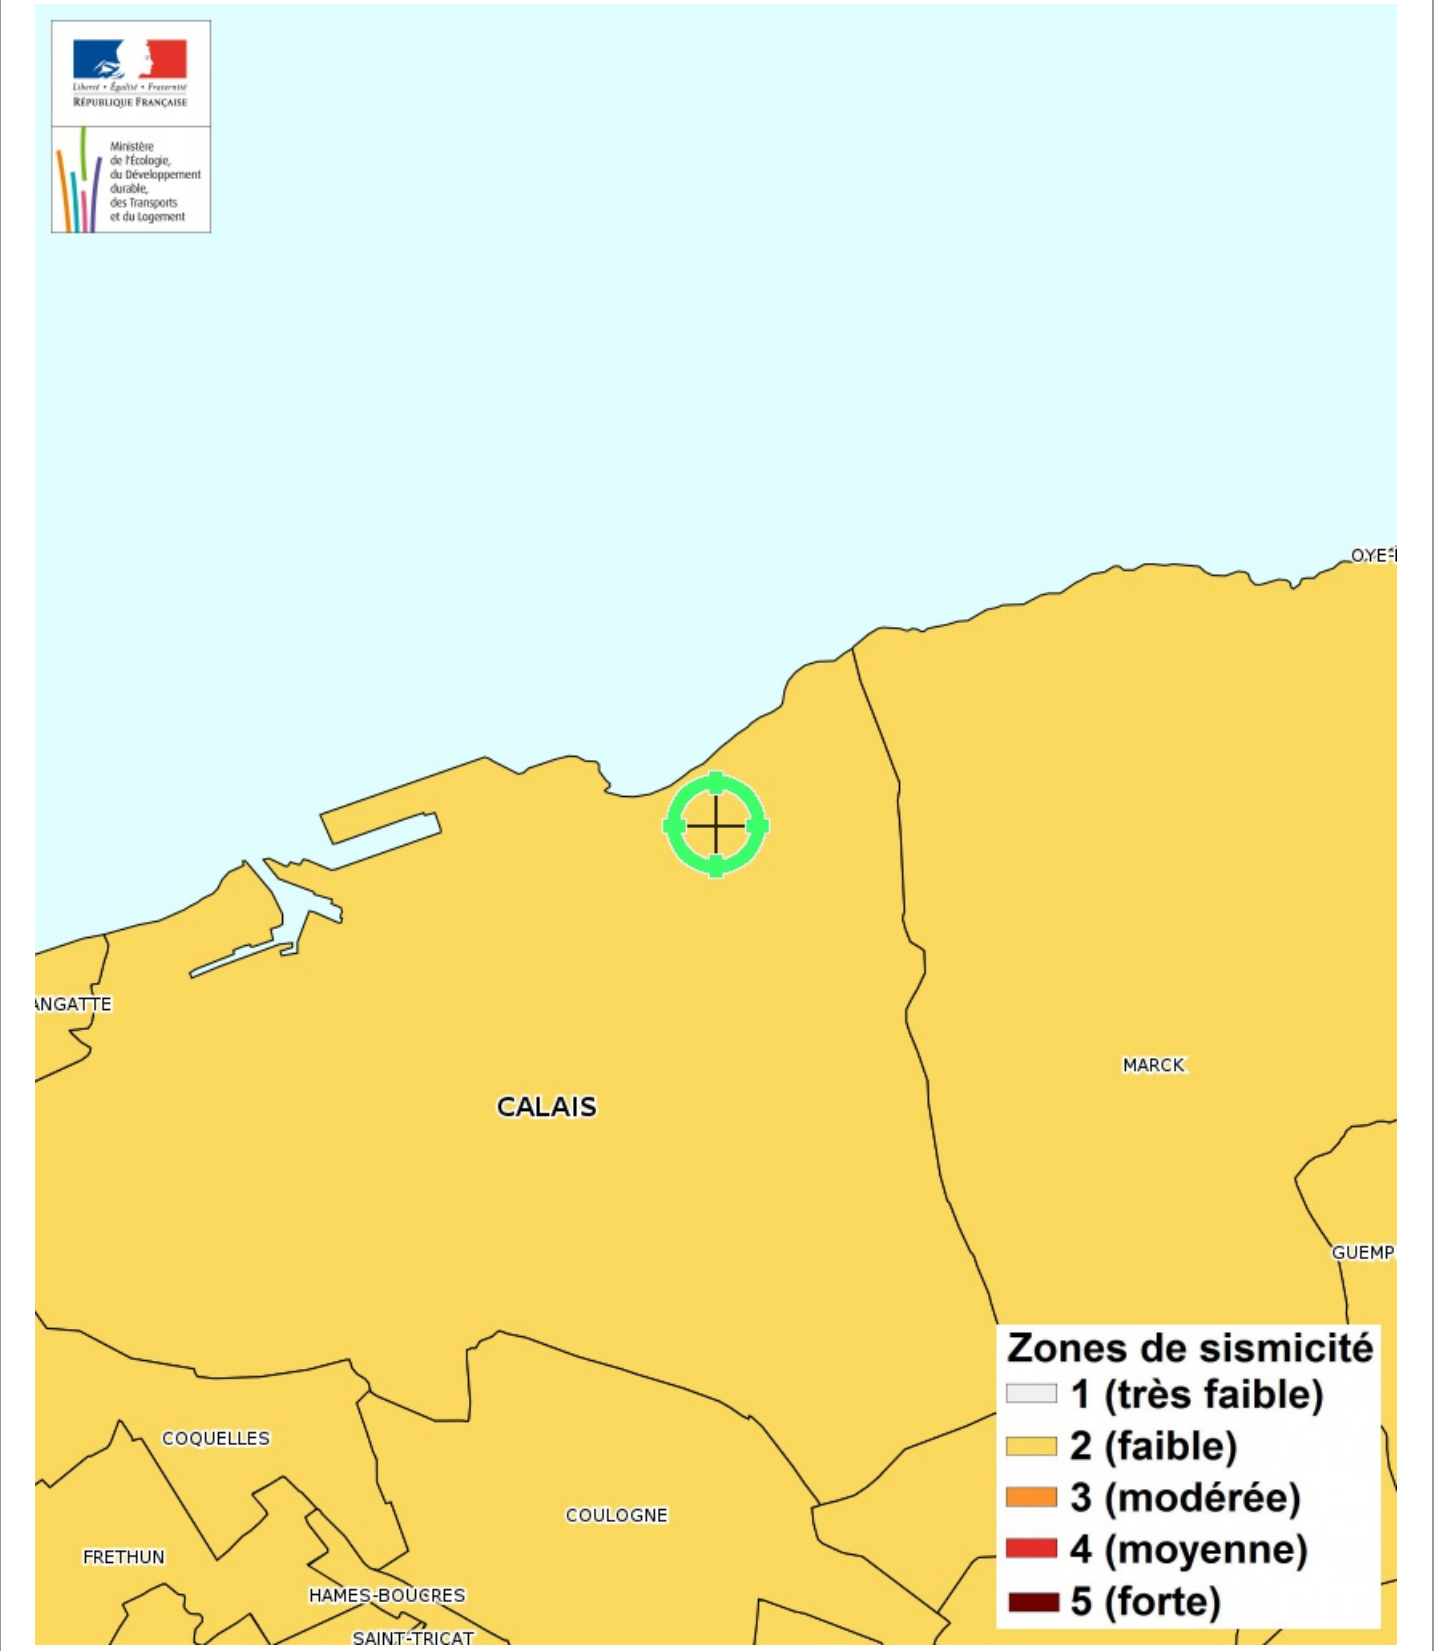 Liberté • Égalité • Fraternité
RÉPUBLIQUE FRANÇAISE
Ministère
de l'Écologie,
du Développement
durable,
des Transports
et du Logement
OYE-
ANGATTE
MARCK
CALAIS
GUEMP
COQUELLES
COULOGNE
FRETHUN
HAMES-BOUCRES
SAINT-TRICAT
Zones de sismicité
1 (très faible)
2 (faible)
3 (modérée)
4 (moyenne)
5 (forte)